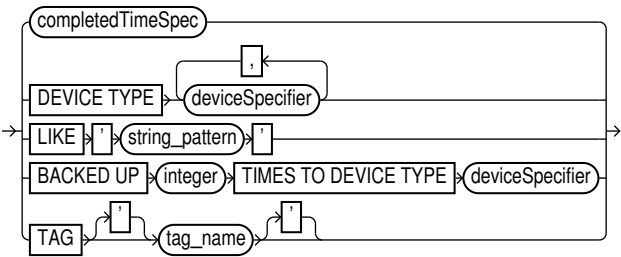 completedTimeSpec
,
DEVICE TYPE deviceSpecifier
LIKE ' string_pattern '
BACKED UP integer TIMES TO DEVICE TYPE deviceSpecifier
' '
TAG tag_name